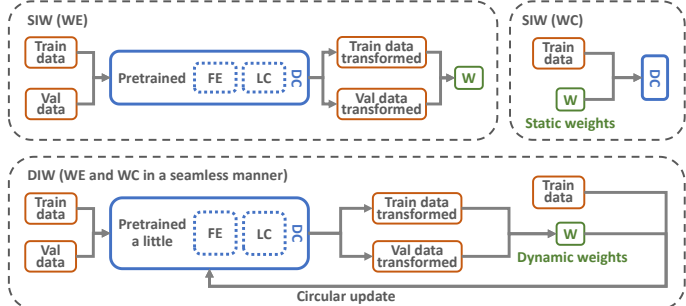 SIW (WE)
Train
data
Val
data
Pretrained
FE
LC
DC
Train data
transformed
Val data
transformed
W
SIW (WC)
Train
data
W
Static weights
DC
DIW (WE and WC in a seamless manner)
Train
data
Val
data
Pretrained
a little
FE
LC
DC
Train data
transformed
Val data
transformed
Train
data
W
Dynamic weights
Circular update